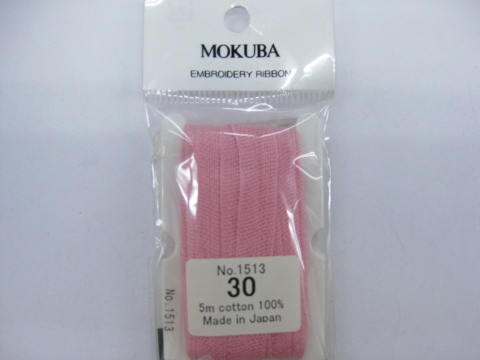 MOKUBA
EMBROIDERY RIBBON
No.1513
30
5m cotton 100%
Made in Japan
No.1513